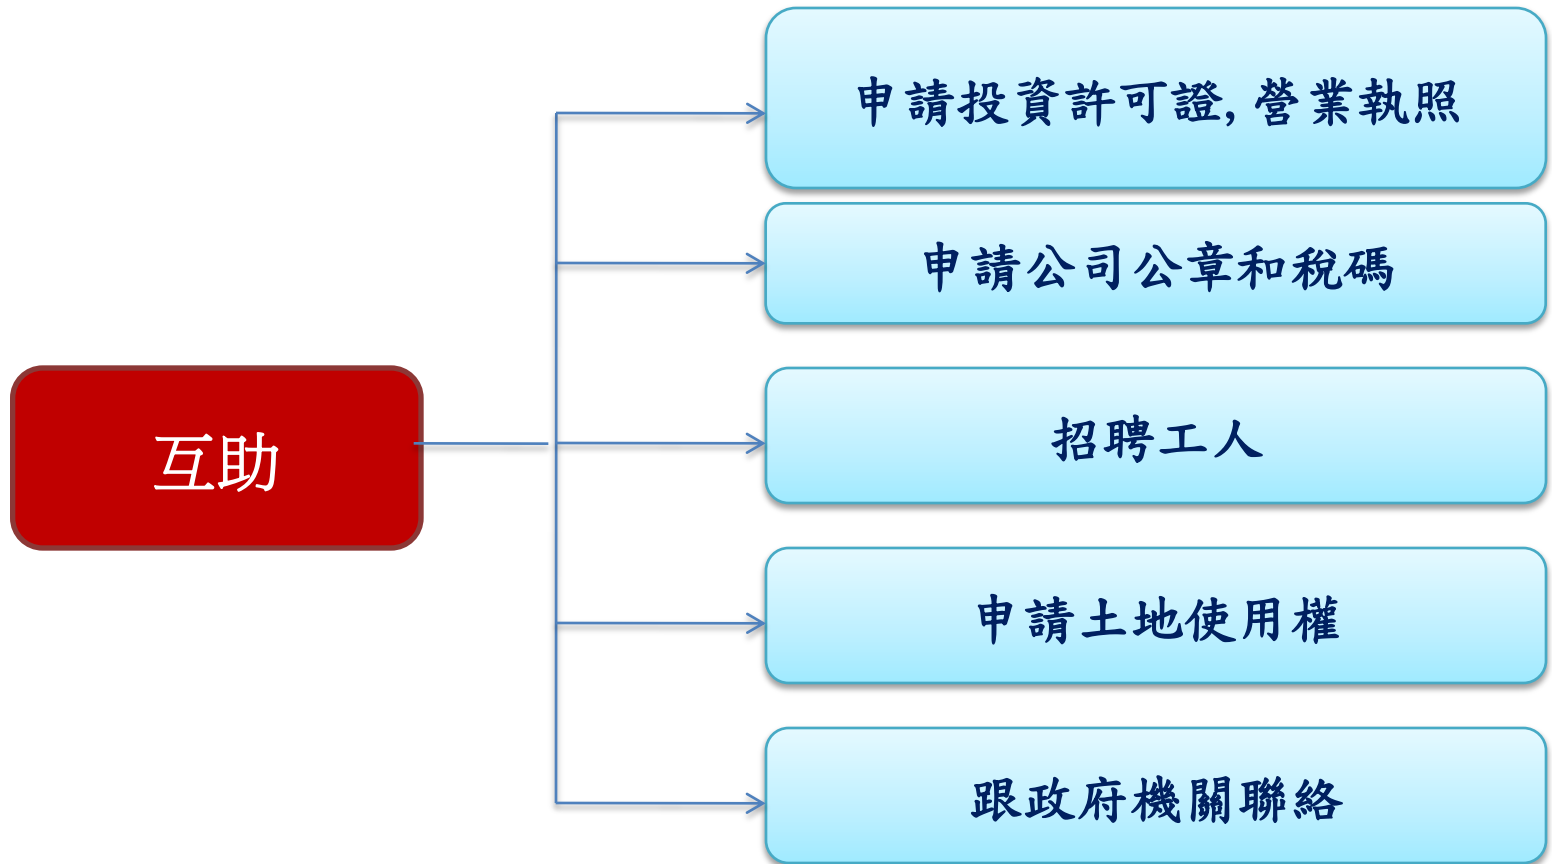 互助
申請投資許可證, 營業執照
申請公司公章和稅碼
招聘工人
申請土地使用權
跟政府機關聯絡